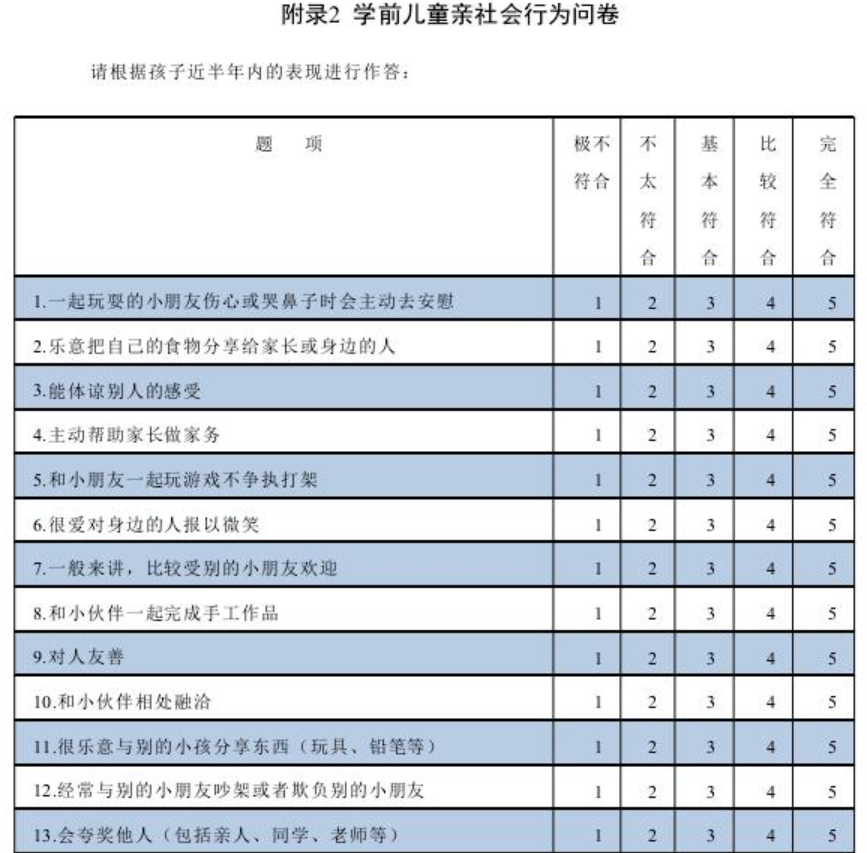 附录2 学前儿童亲社会行为问卷
请根据孩子近半年内的表现进行作答：
题 项 极不符合 不太符合 基本符合 比较符合 完全符合
1.一起玩耍的小朋友伤心或哭鼻子时会主动去安慰 1 2 3 4 5
2.乐意把自己的食物分享给家长或身边的人 1 2 3 4 5
3.能体谅别人的感受 1 2 3 4 5
4.主动帮助家长做家务 1 2 3 4 5
5.和小朋友一起玩游戏不争执打架 1 2 3 4 5
6.很爱对身边的人报以微笑 1 2 3 4 5
7.一般来讲，比较受别的小朋友欢迎 1 2 3 4 5
8.和小伙伴一起完成手工作品 1 2 3 4 5
9.对人友善 1 2 3 4 5
10.和小伙伴相处融洽 1 2 3 4 5
11.很乐意与别的小孩分享东西（玩具、铅笔等） 1 2 3 4 5
12.经常与别的小朋友吵架或者欺负别的小朋友 1 2 3 4 5
13.会夸奖他人（包括亲人、同学、老师等） 1 2 3 4 5